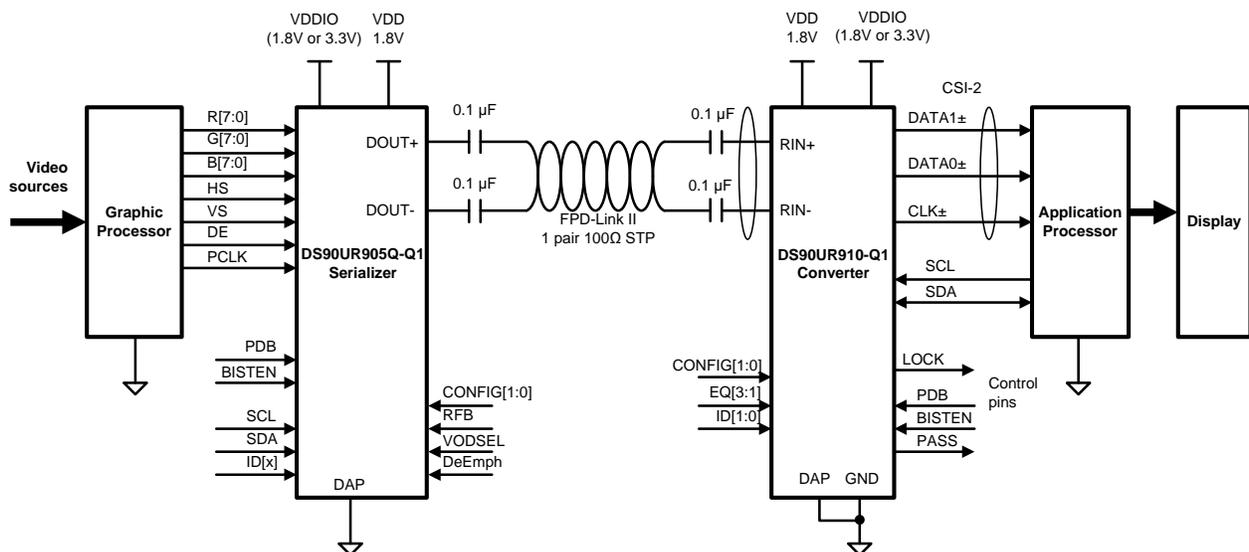 VDDIO
(1.8V or 3.3V)
VDD
1.8V
VDD
1.8V
VDDIO
(1.8V or 3.3V)
Video
sources
Graphic
Processor
R[7:0]
G[7:0]
B[7:0]
HS
VS
DE
PCLK
PDB
BISTEN
SCL
SDA
ID[x]
DOUT+
DOUT-
DS90UR905Q-Q1
Serializer
DAP
CONFIG[1:0]
RFB
VODSEL
DeEmph
0.1 µF
0.1 µF
FPD-Link II
1 pair 100Ω STP
0.1 µF
0.1 µF
RIN+
RIN-
DS90UR910-Q1
Converter
CONFIG[1:0]
EQ[3:1]
ID[1:0]
DAP
GND
CSI-2
DATA1±
DATA0±
CLK±
SCL
SDA
LOCK
PDB
BISTEN
PASS
Control
pins
Application
Processor
Display